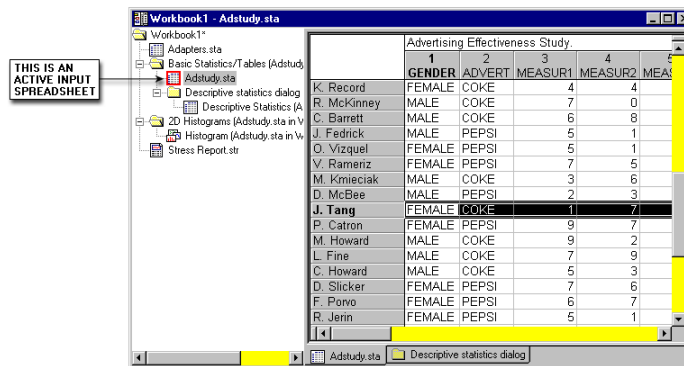 Workbook1 - Adstudy.sta
THIS IS AN
ACTIVE INPUT
SPREADSHEET
Workbook1*
Adapters.sta
Basic Statistics/Tables (Adstudy
Adstudy.sta
Descriptive statistics dialog
Descriptive Statistics (A
2D Histograms (Adstudy.sta in W
Histogram (Adstudy.sta in W
Stress Report.str
Advertising Effectiveness Study.
1 2 3 4 5
GENDER ADVERT MEASUR1 MEASUR2 MEAS
K. Record FEMALE COKE 4 4
R. McKinney MALE COKE 7 0
C. Barrett MALE COKE 6 8
J. Fedrick MALE PEPSI 5 1
O. Vizquel FEMALE PEPSI 5 1
V. Rameriz FEMALE PEPSI 7 5
M. Kmieciak MALE COKE 3 6
D. McBee MALE PEPSI 2 3
J. Tang FEMALE COKE 1 7
P. Catron FEMALE PEPSI 9 7
M. Howard MALE COKE 9 2
L. Fine MALE COKE 7 9
C. Howard MALE COKE 5 3
D. Slicker FEMALE PEPSI 7 6
F. Porvo FEMALE PEPSI 6 7
R. Jerin FEMALE PEPSI 5 1
Adstudy.sta Descriptive statistics dialog